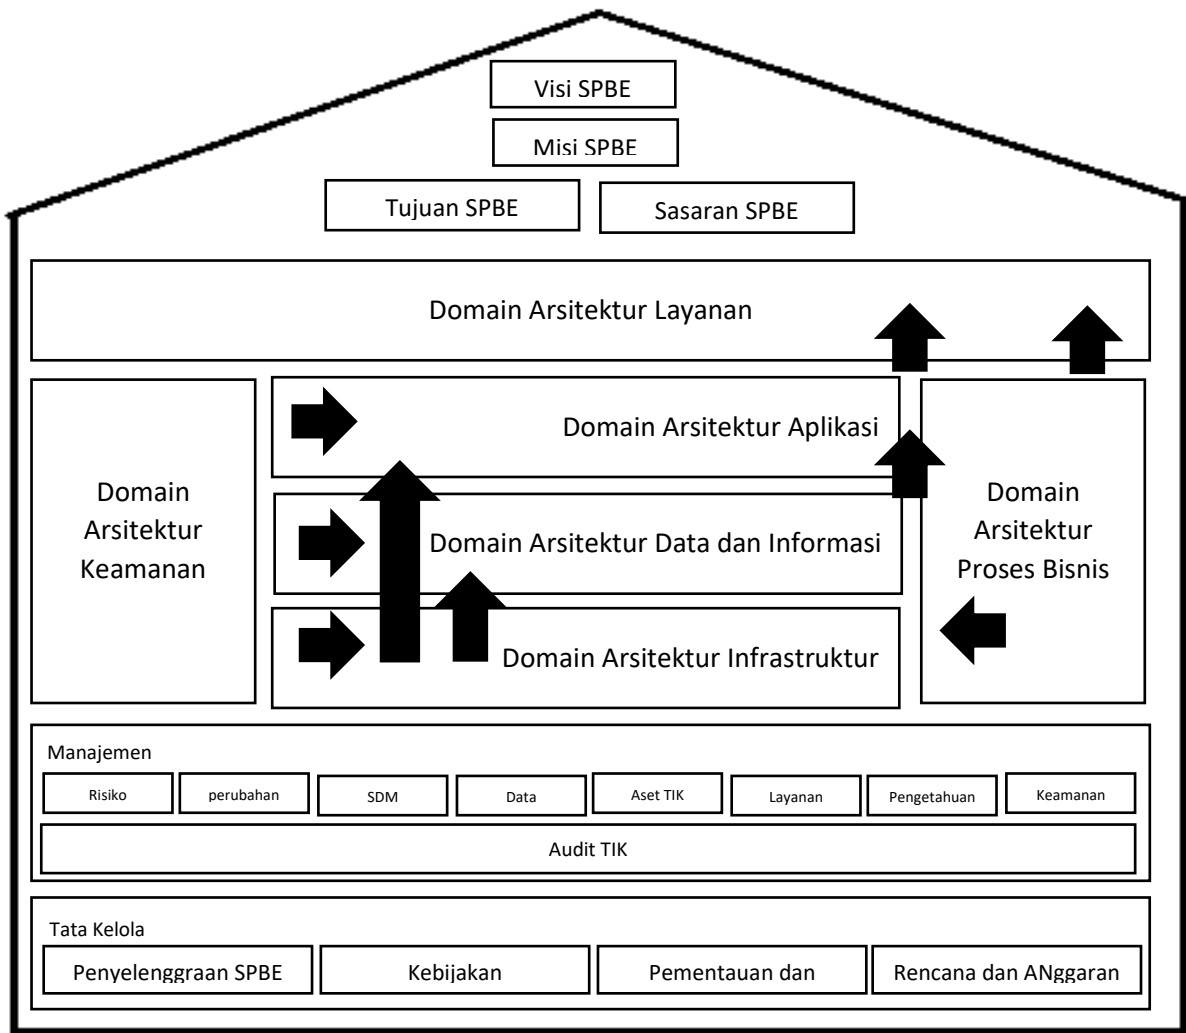 Visi SPBE
Misi SPBE
Tujuan SPBE
Sasaran SPBE
Domain Arsitektur Layanan
Domain
Arsitektur
Keamanan
Domain Arsitektur Aplikasi
Domain Arsitektur Data dan Informasi
Domain Arsitektur Infrastruktur
Domain
Arsitektur
Proses Bisnis
Manajemen
Risiko
perubahan
SDM
Data
Aset TIK
Layanan
Pengetahuan
Keamanan
Audit TIK
Tata Kelola
Penyelenggraan SPBE
Kebijakan
Pementauan dan
Rencana dan ANggaran